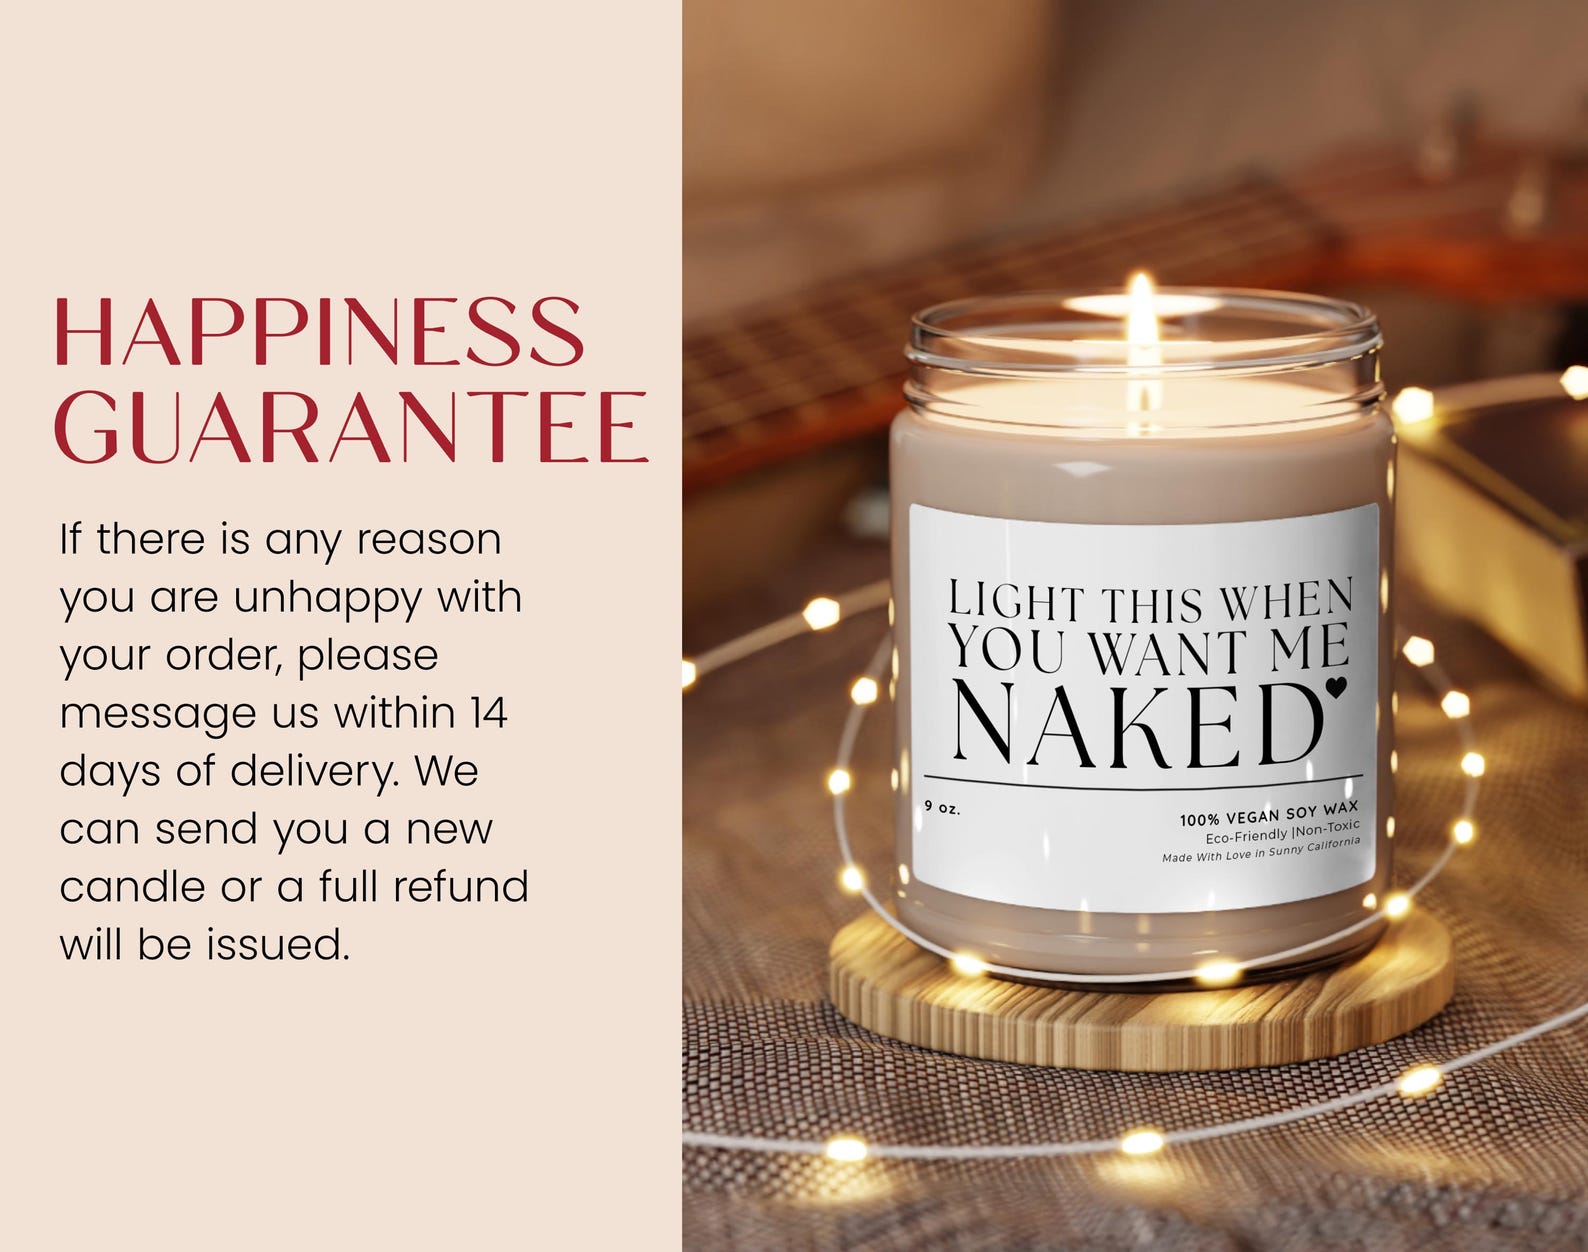 HAPPINESS
GUARANTEE
If there is any reason
you are unhappy with
your order, please
message us within 14
days of delivery. We
can send you a new
candle or a full refund
will be issued.
LIGHT THIS WHEN
YOU WANT ME
NAKED♥
9 oz.
100% VEGAN SOY WAX
Eco-Friendly |Non-Toxic
Made With Love in Sunny California